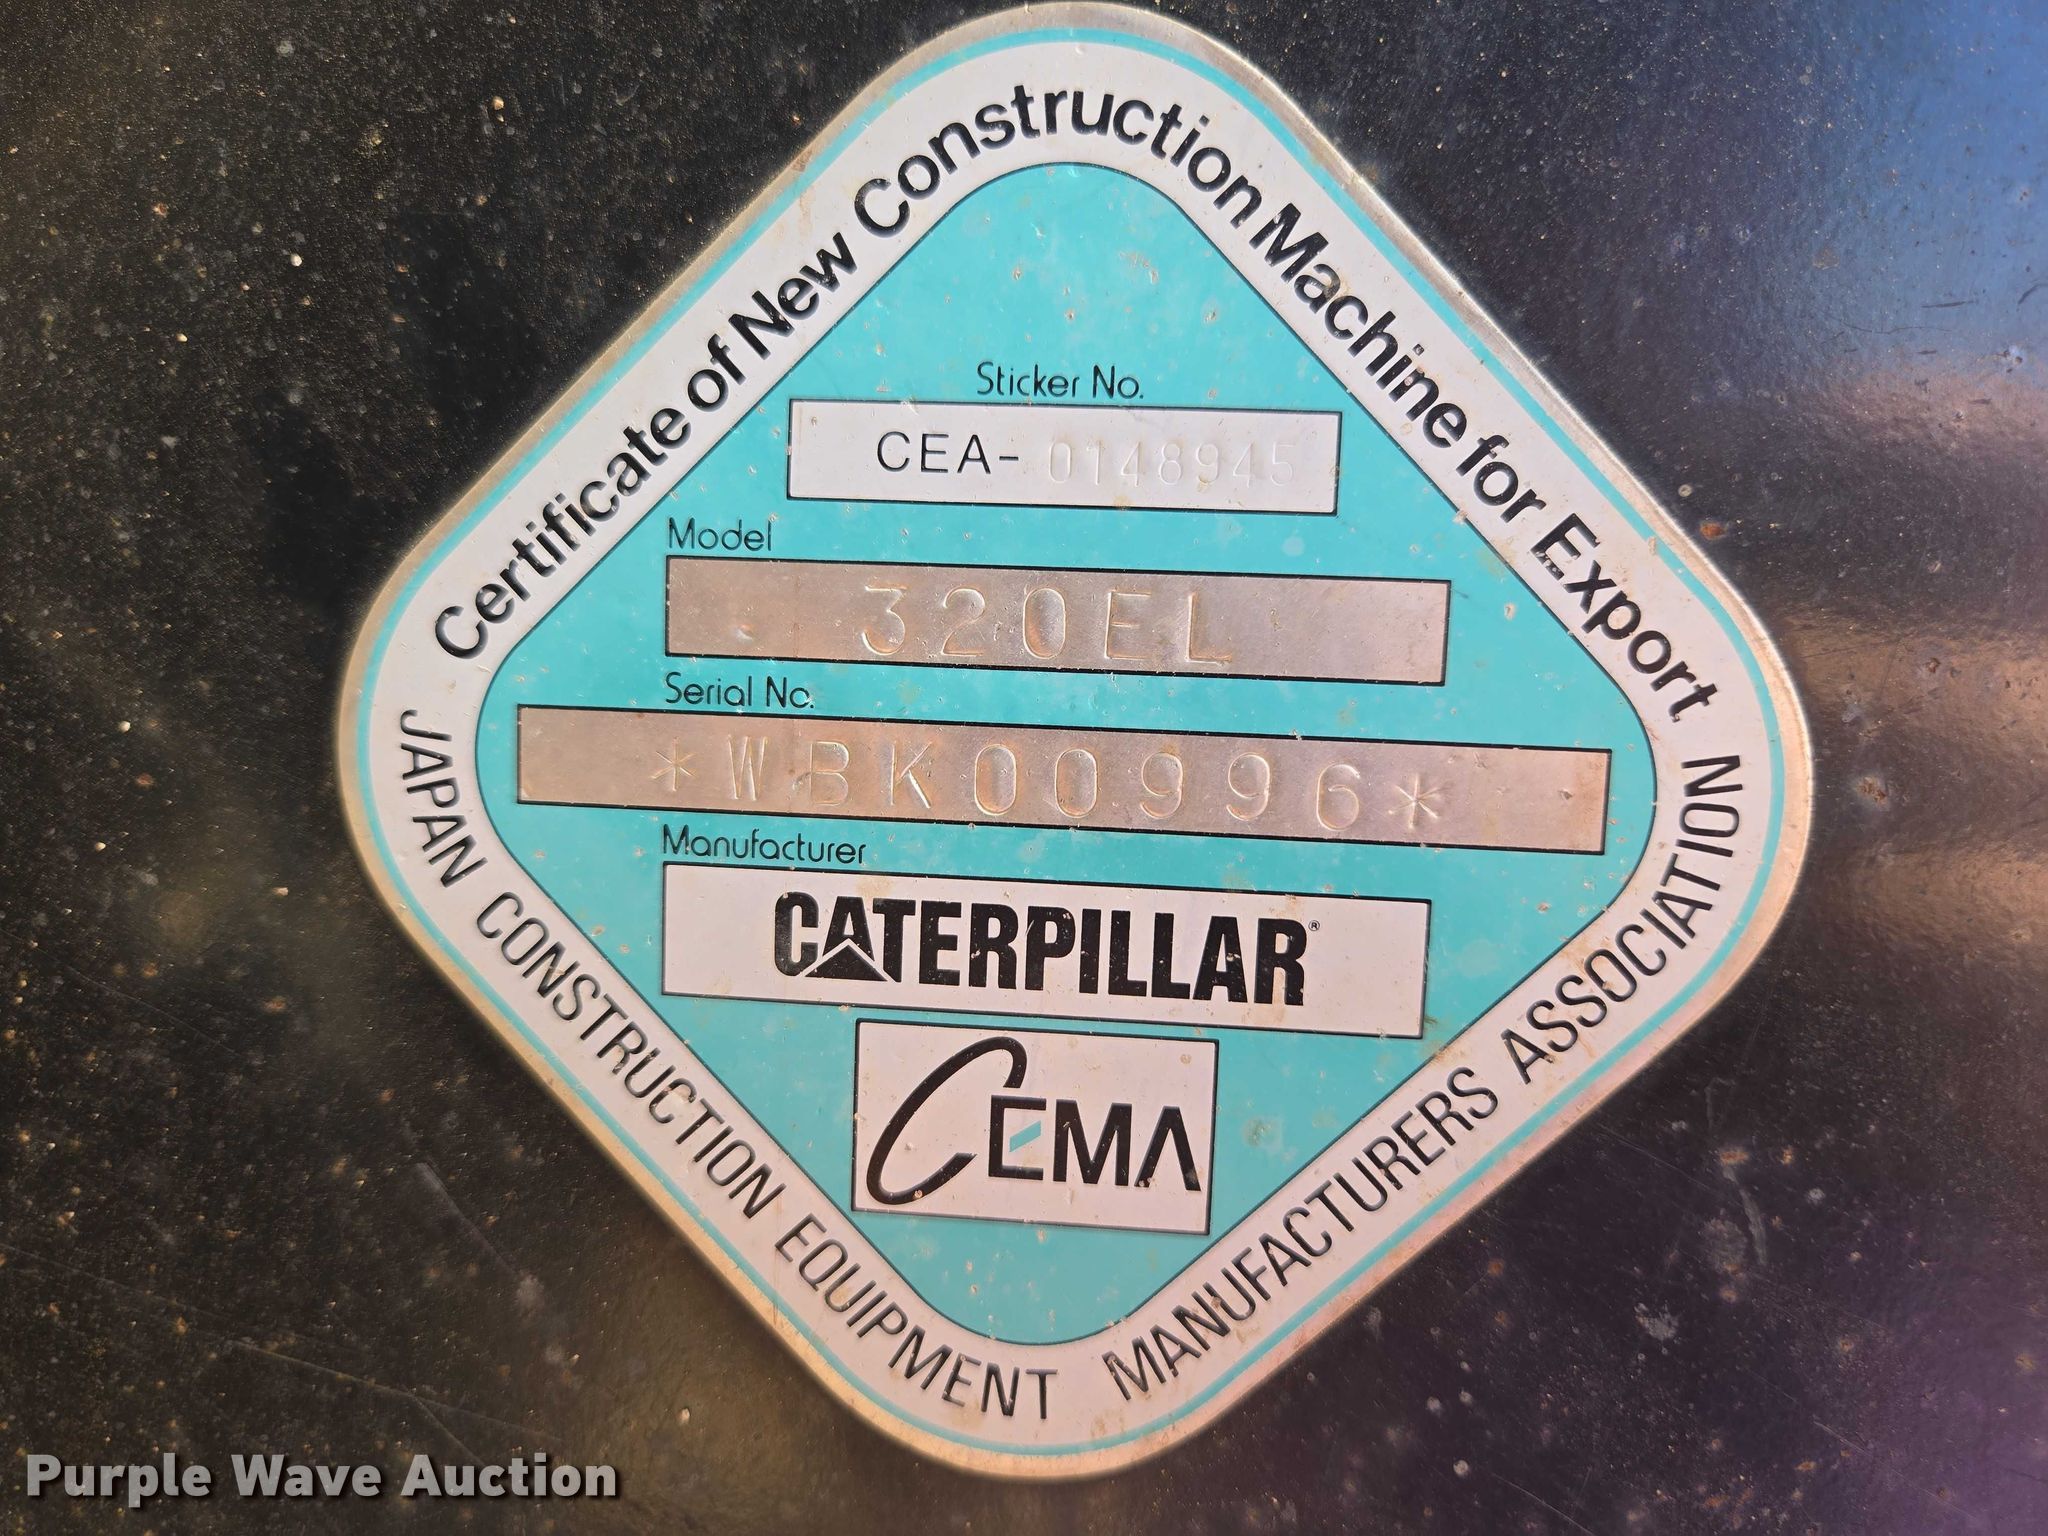 Certificate of New Construction Machine for Export
Sticker No.
CEA-0148945
Model
320EL
Serial No.
*WBK00996*
Manufacturer
CATERPILLAR®
CEMA
JAPAN CONSTRUCTION EQUIPMENT MANUFACTURERS ASSOCIATION
Purple Wave Auction